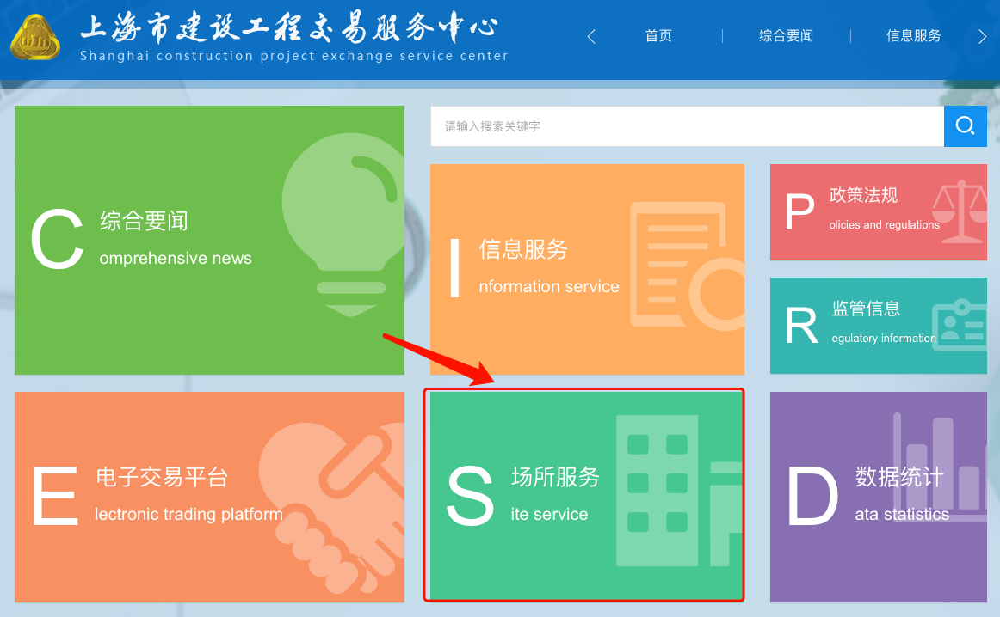 上海市建设工程交易服务中心
Shanghai construction project exchange service center
首页
综合要闻
信息服务
请输入搜索关键字
C
综合要闻
omprehensive news
I
信息服务
nformation service
P
政策法规
olicies and regulations
R
监管信息
egulatory information
E
电子交易平台
lectronic trading platform
S
场所服务
ite service
D
数据统计
ata statistics